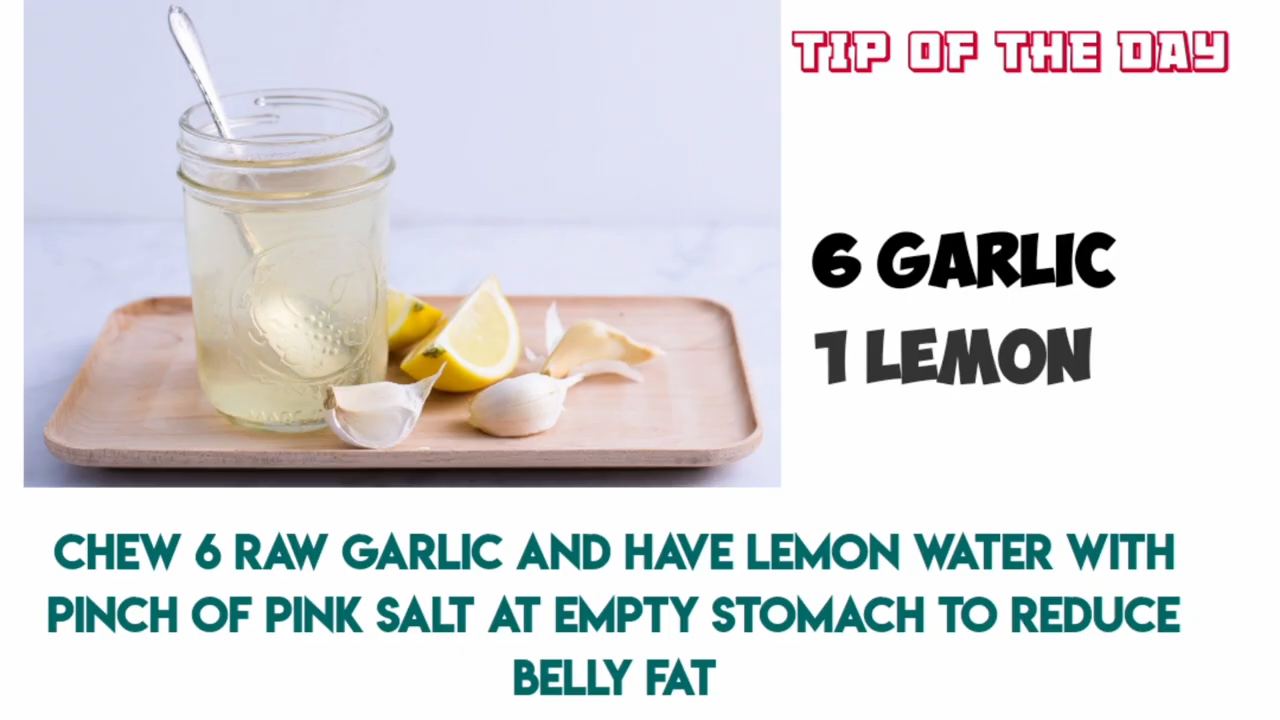 TIP OF THE DAY
6 GARLIC
1 LEMON
CHEW 6 RAW GARLIC AND HAVE LEMON WATER WITH
PINCH OF PINK SALT AT EMPTY STOMACH TO REDUCE
BELLY FAT